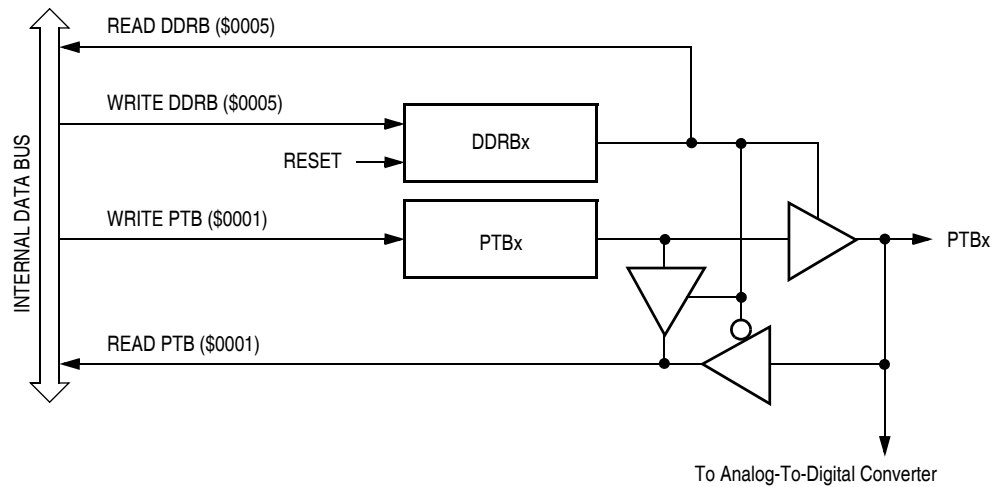 READ DDRB ($0005)
WRITE DDRB ($0005)
DDRBx
RESET
INTERNAL DATA BUS
WRITE PTB ($0001)
PTBx
PTBx
READ PTB ($0001)
To Analog-To-Digital Converter